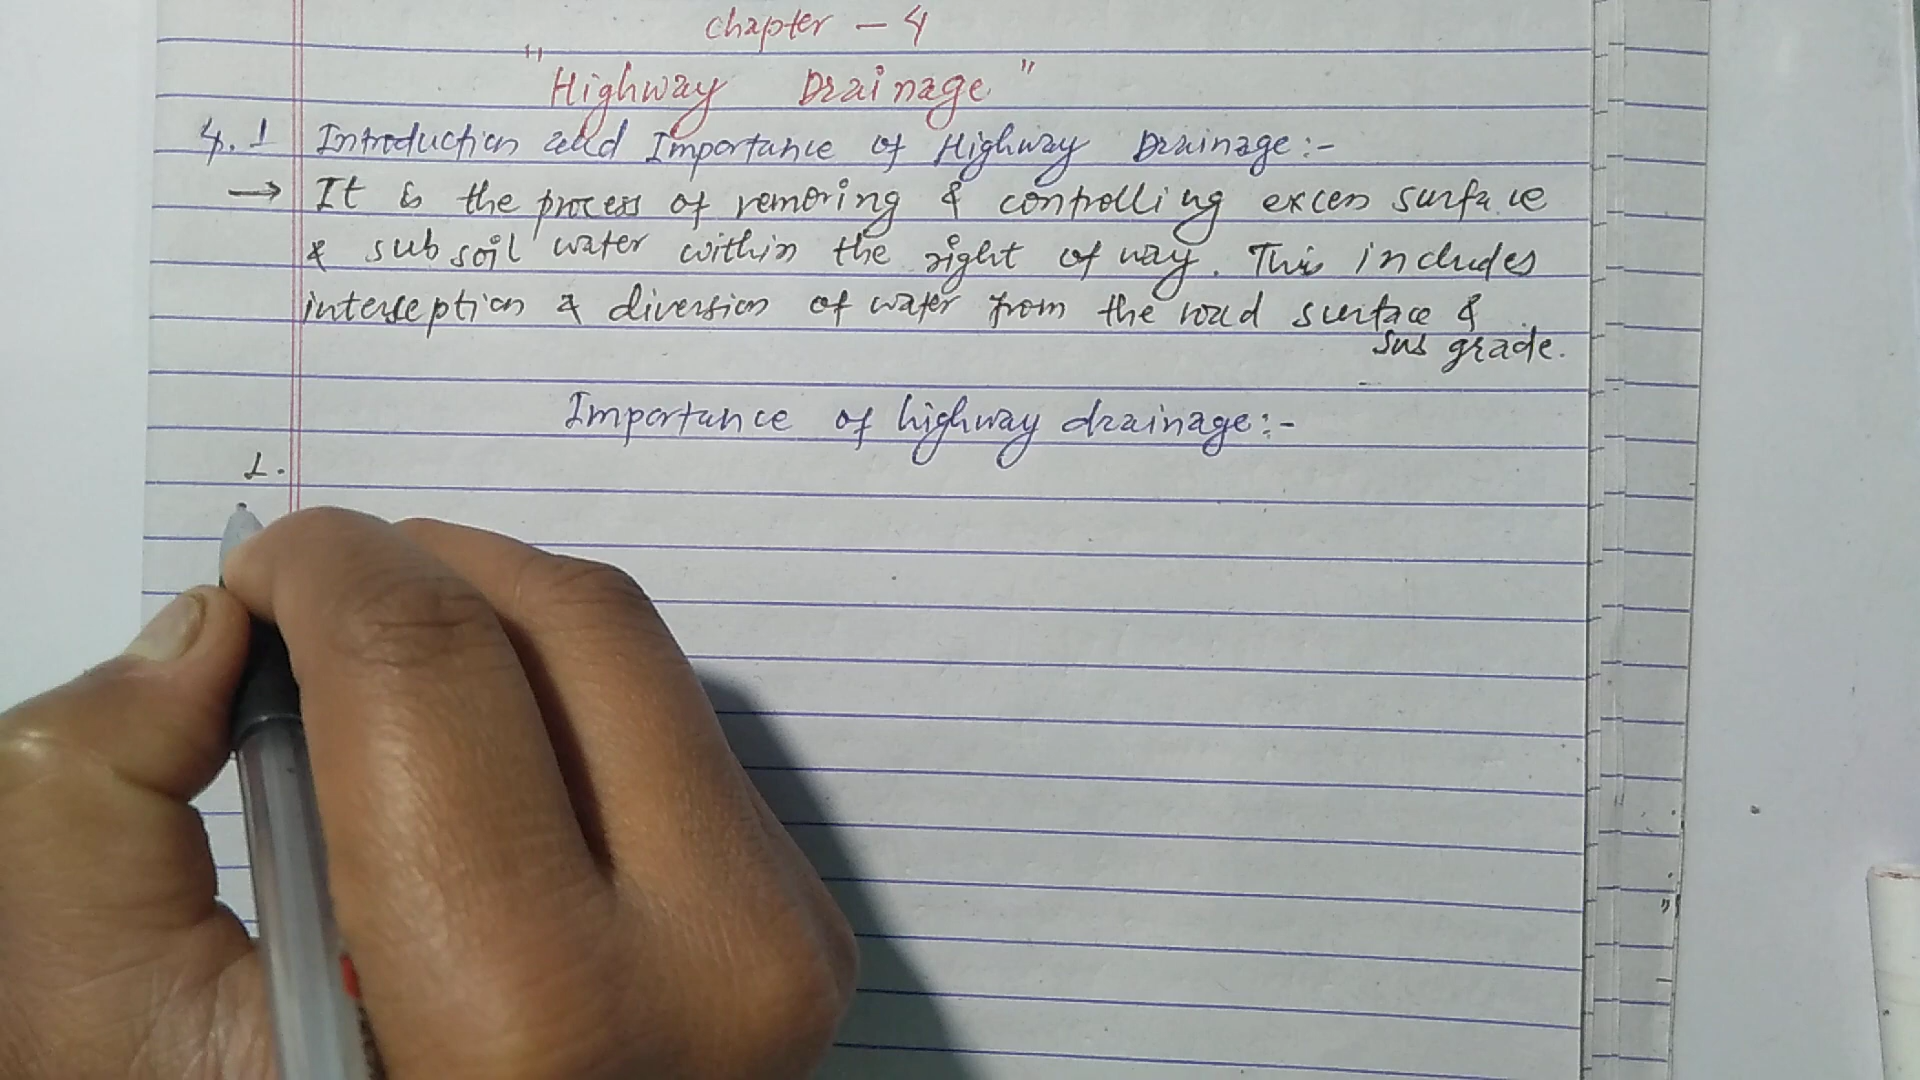 Chapter - 4
"Highway Drainage"
4.1 Introduction and Importance of Highway Drainage:-
→ It is the process of removing & controlling excess surface
& sub soil water within the right of way. This includes
interseption & diversion of water from the road surface &
sub grade.
Importance of highway drainage:-
1.